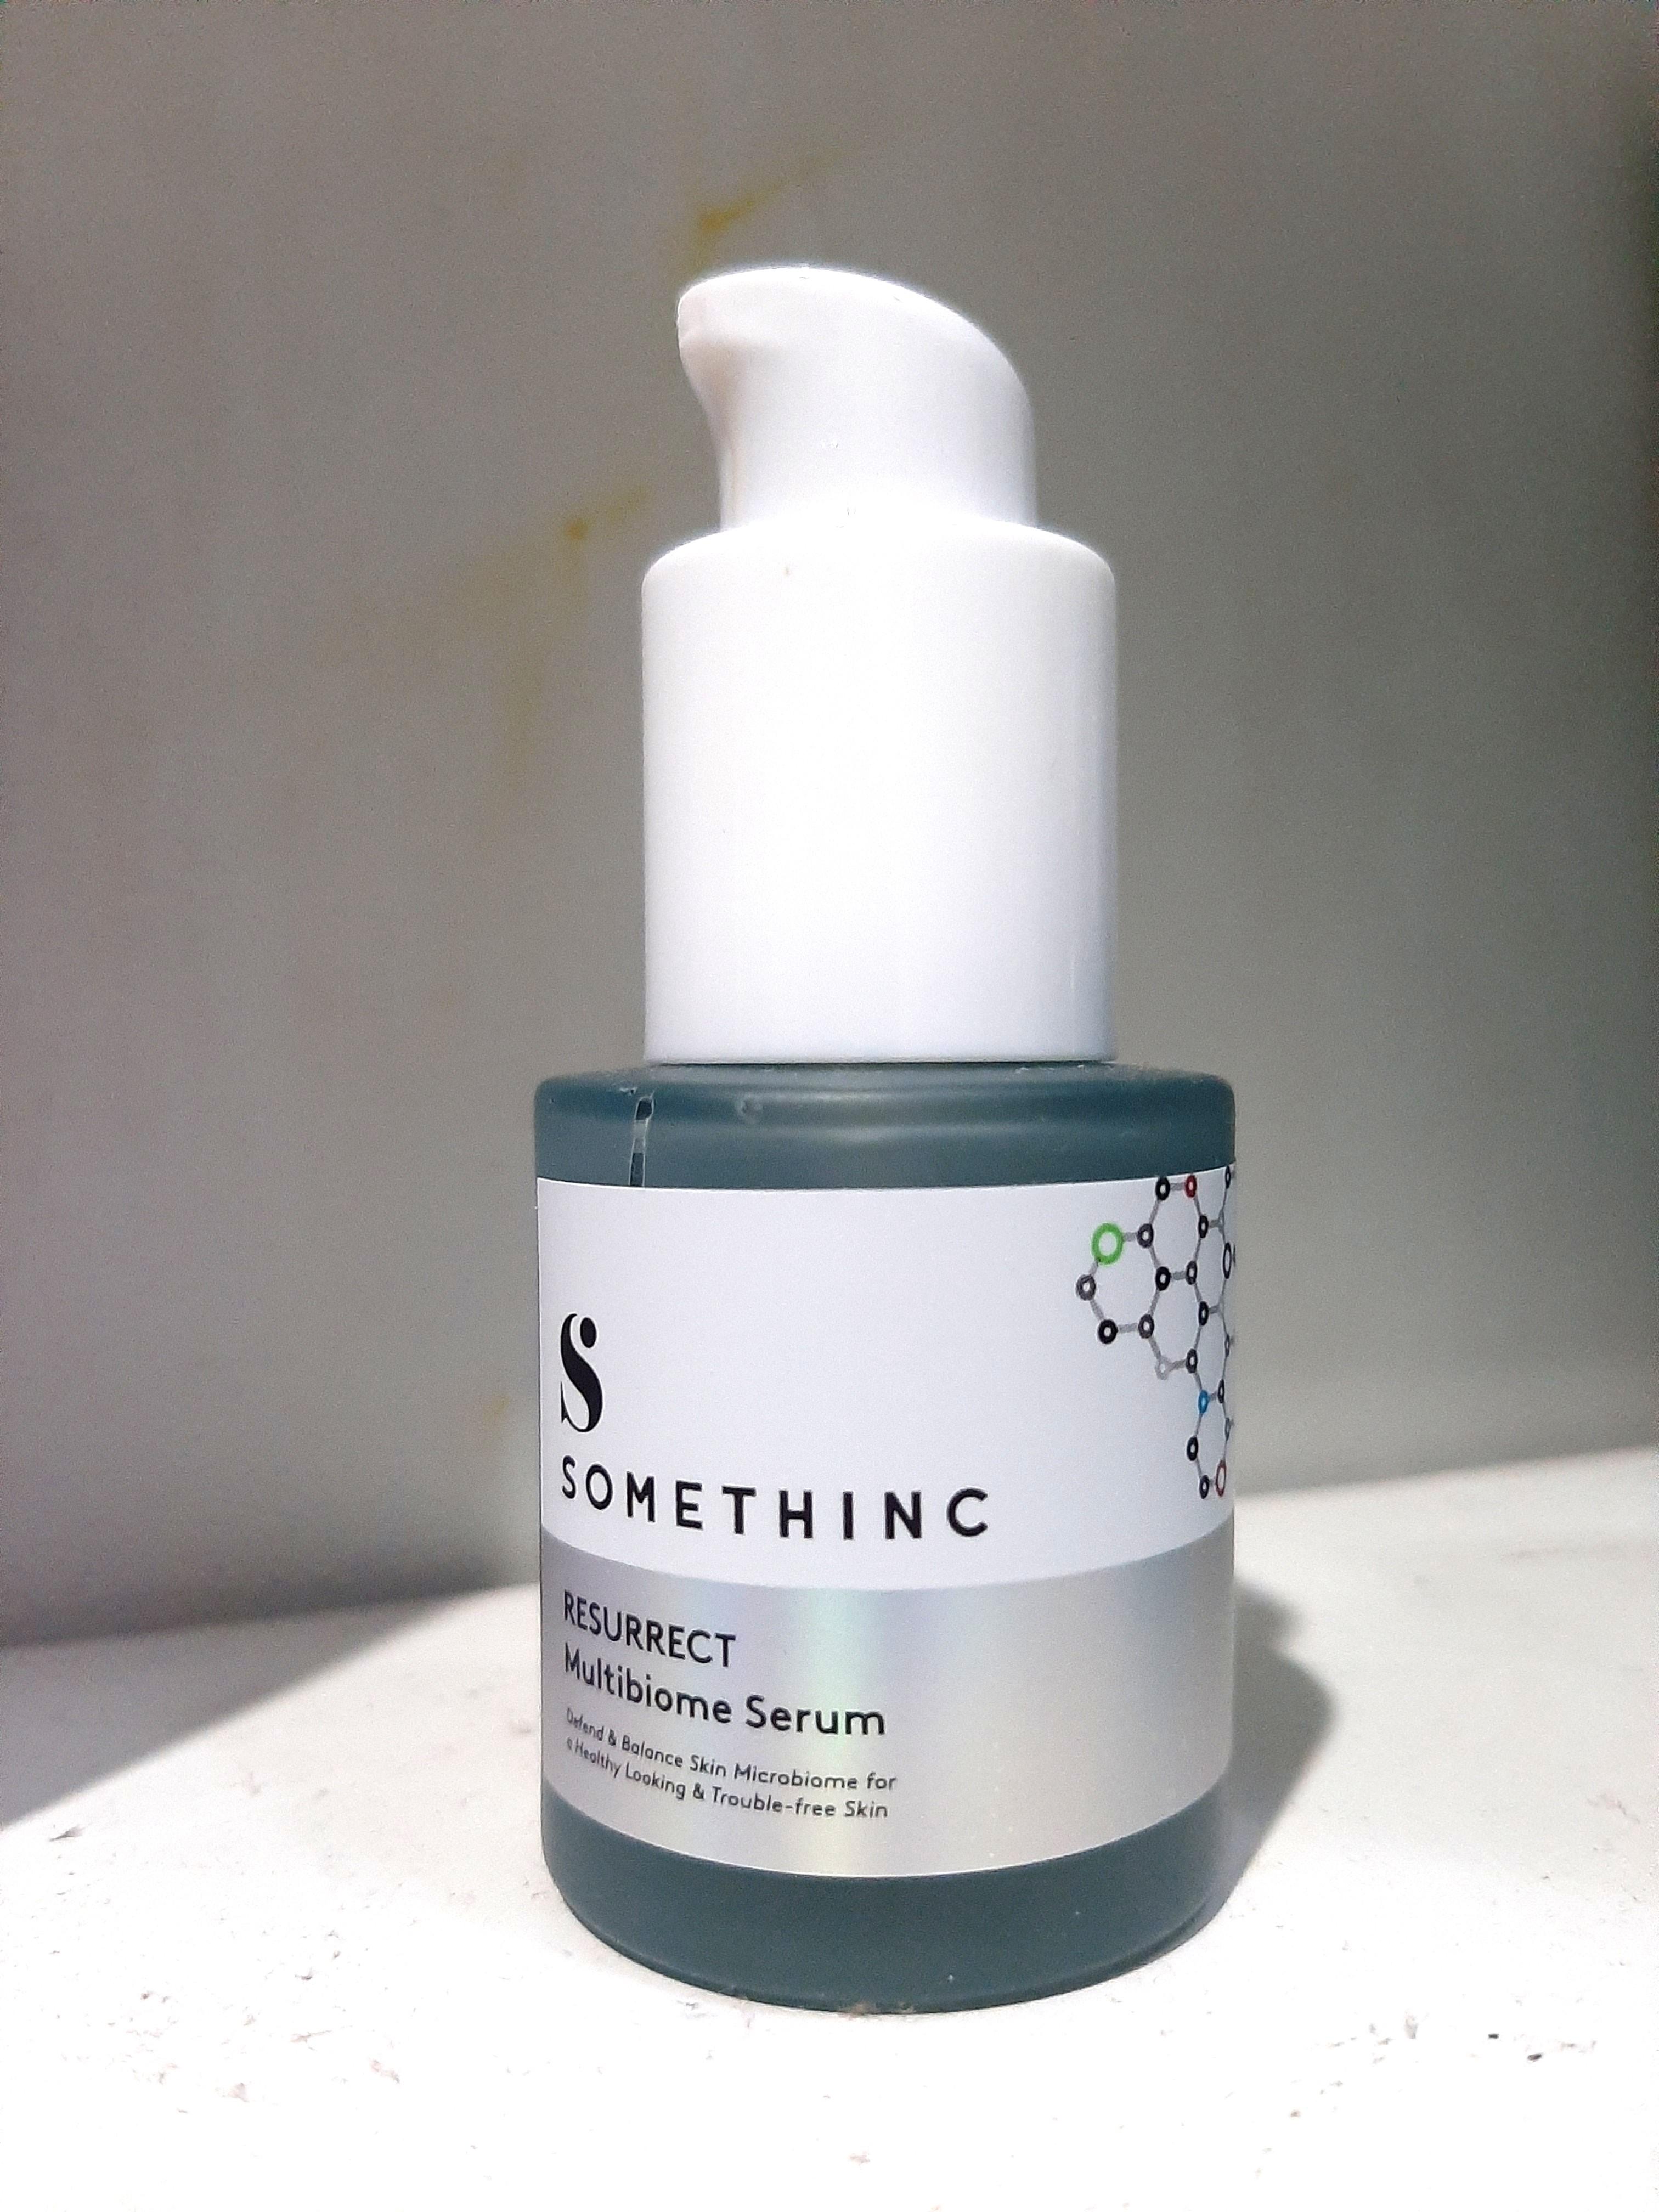 S
SOMETHINC
RESURRECT
Multibiome Serum
Defend & Balance Skin Microbiome for
a Healthy Looking & Trouble-free Skin